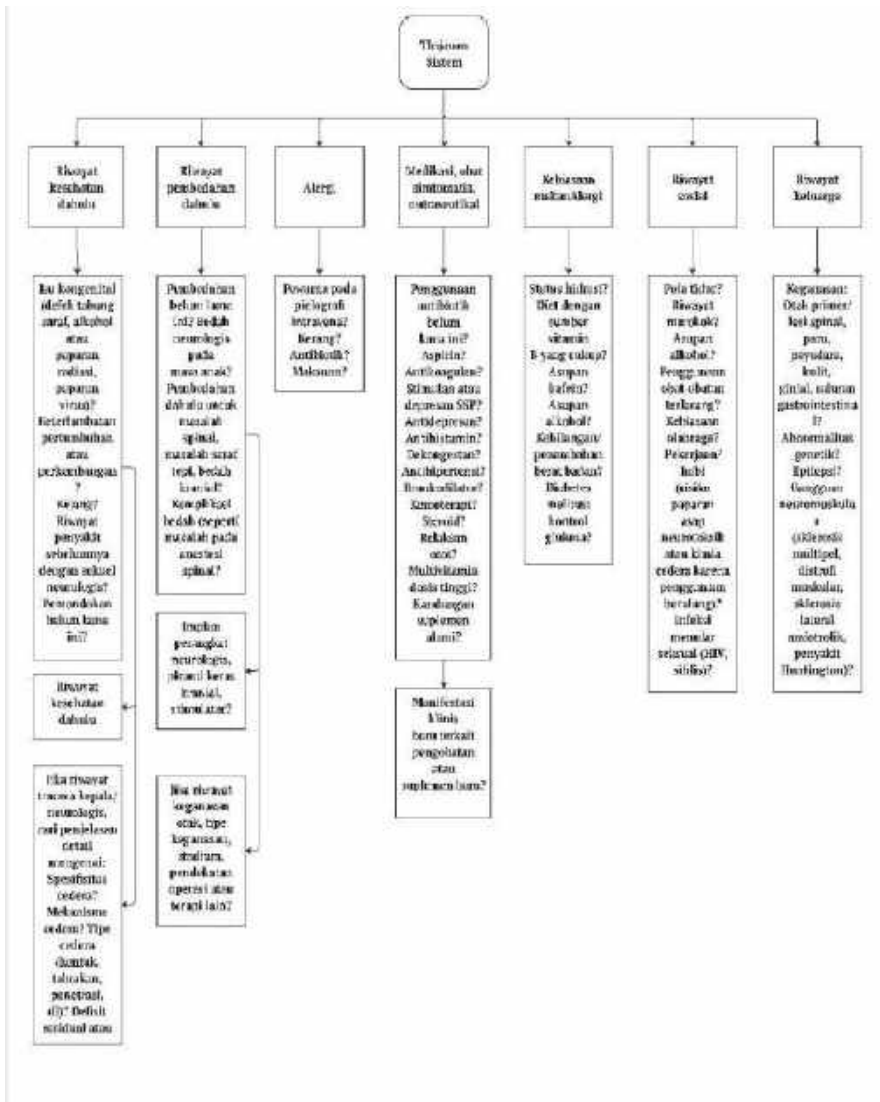 Tinjauan
Sistem
Riwayat
kesehatan
dahulu
Riwayat
pembedahan
dahulu
Alergi
Medikasi, obat
simtomatis,
nutraseutikal
Kebiasaan
makan/Alergi
Riwayat
sosial
Riwayat
keluarga
Isu kongenital
(defek tabung
saraf, alkohol
atau
paparan
radiasi,
paparan
virus)?
Keterlambatan
pertumbuhan
atau
perkembangan
?
Kejang?
Riwayat
penyakit
sebelumnya
dengan sekuel
neurologis?
Pemondokan
belum lama
ini?
Pembedahan
belum lama
ini? Bedah
neurologis
pada
masa anak?
Pembedahan
dahulu untuk
masalah
spinal,
masalah saraf
tepi, bedah
kranial?
Komplikasi
bedah (seperti
masalah pada
anestesi
spinal?
Pewarna pada
pielografi
intravena?
Kerang?
Antibiotik?
Makanan?
Penggunaan
antibiotik
belum
lama ini?
Aspirin?
Antikoagulan?
Stimulan atau
depresan SSP?
Antidepresan?
Antihistamin?
Dekongestan?
Antihipertensi?
Bronkodilator?
Kemoterapi?
Steroid?
Relaksan
otot?
Multivitamin
dosis tinggi?
Kandungan
suplemen
alami?
Status hidrasi?
Diet dengan
sumber
vitamin
B yang cukup?
Asupan
kafein?
Asupan
alkohol?
Kehilangan/
penambahan
berat badan?
Diabetes
melitus:
kontrol
glukosa?
Pola tidur?
Riwayat
merokok?
Asupan
alkohol?
Penggunaan
obat-obatan
terlarang?
Kebiasaan
olahraga?
Pekerjaan/
hobi
(risiko
paparan
asap
neurotoksik
atau kimia
cedera karena
penggunaan
berulang)?
Infeksi
menular
seksual (HIV,
sifilis)?
Keganasan:
Otak primer/
lesi spinal,
paru,
payudara,
kulit,
ginjal, saluran
gastrointestina
l?
Abnormalitas
genetik?
Epilepsi?
Gangguan
neuromuskula
r
(sklerosis
multipel,
distrofi
muskular,
sklerosis
lateral
amiotrofik,
penyakit
Huntington)?
Implan
perangkat
neurologis,
piranti keras
kranial,
stimulator?
Riwayat
kesehatan
dahulu
Manifestasi
klinis
baru terkait
pengobatan
atau
suplemen baru?
Jika riwayat
trauma kepala/
neurologis,
cari penjelasan
detail
mengenai:
Spesifisitas
cedera?
Mekanisme
cedera? Tipe
cedera
(kontak,
tabrakan,
penetrasi,
dll)? Defisit
residual atau
Jika riwayat
keganasan
otak, tipe
keganasan,
stadium,
pendekatan
operasi atau
terapi lain?